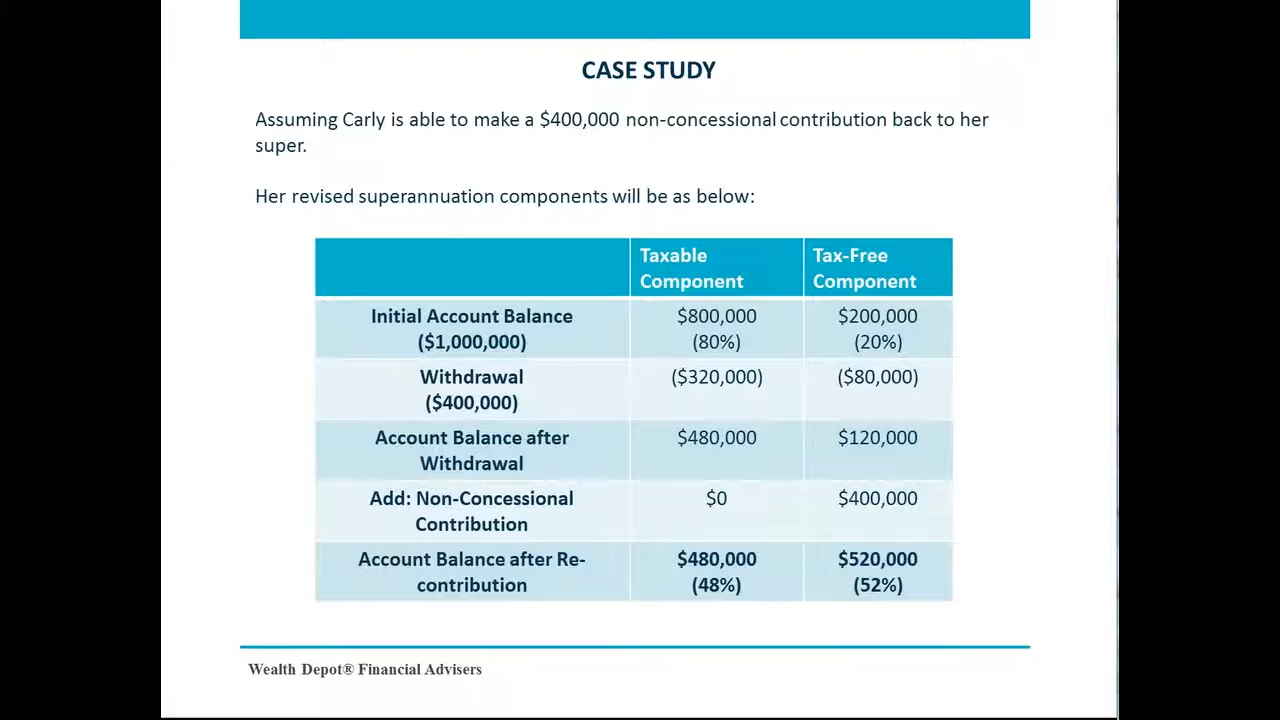 CASE STUDY
Assuming Carly is able to make a $400,000 non-concessional contribution back to her
super.
Her revised superannuation components will be as below:
Taxable
Component
Tax-Free
Component
Initial Account Balance
($1,000,000)
$800,000
(80%)
$200,000
(20%)
Withdrawal
($400,000)
($320,000)
($80,000)
Account Balance after
Withdrawal
$480,000
$120,000
Add: Non-Concessional
Contribution
$0
$400,000
Account Balance after Re-
contribution
$480,000
(48%)
$520,000
(52%)
Wealth Depot® Financial Advisers